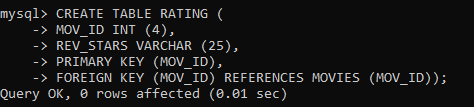 mysql> CREATE TABLE RATING (
    -> MOV_ID INT (4),
    -> REV_STARS VARCHAR (25),
    -> PRIMARY KEY (MOV_ID),
    -> FOREIGN KEY (MOV_ID) REFERENCES MOVIES (MOV_ID));
Query OK, 0 rows affected (0.01 sec)